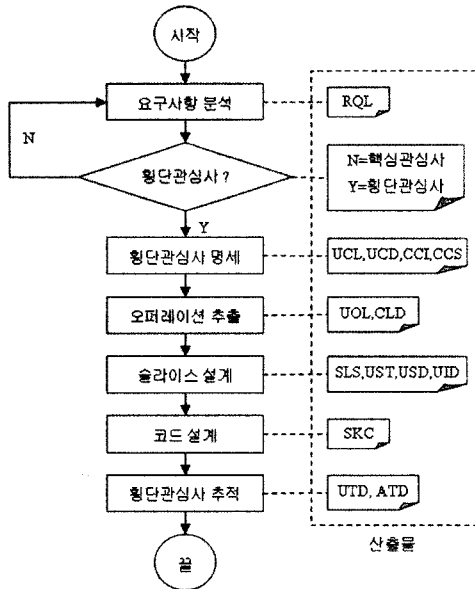 시작
요구사항 분석
RQL
N
횡단관심사 ?
N=핵심관심사
Y=횡단관심사
Y
횡단관심사 명세
UCL,UCD,CCI,CCS
오퍼레이션 추출
UOL,CLD
슬라이스 설계
SLS,UST,USD,UID
코드 설계
SKC
횡단관심사 추적
UTD, ATD
끝
산출물